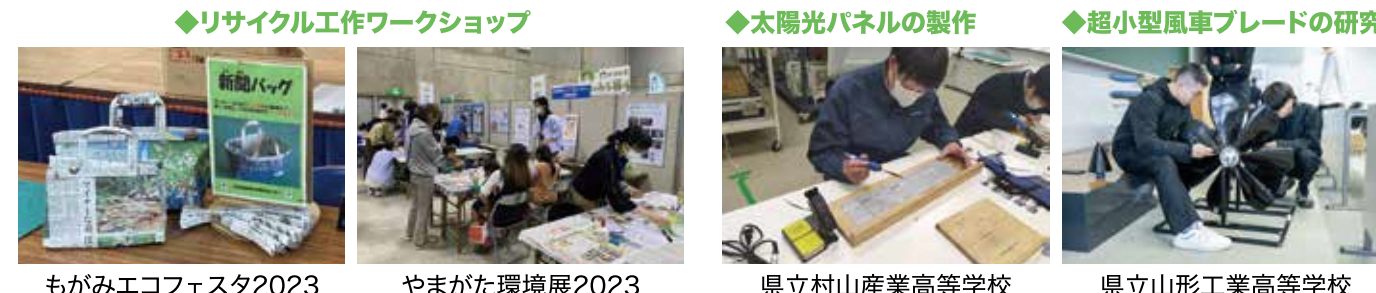 ◆リサイクル工作ワークショップ
◆太陽光パネルの製作
◆超小型風車ブレードの研究
新聞バッグ
もがみエコフェスタ2023
やまがた環境展2023
県立村山産業高等学校
県立山形工業高等学校